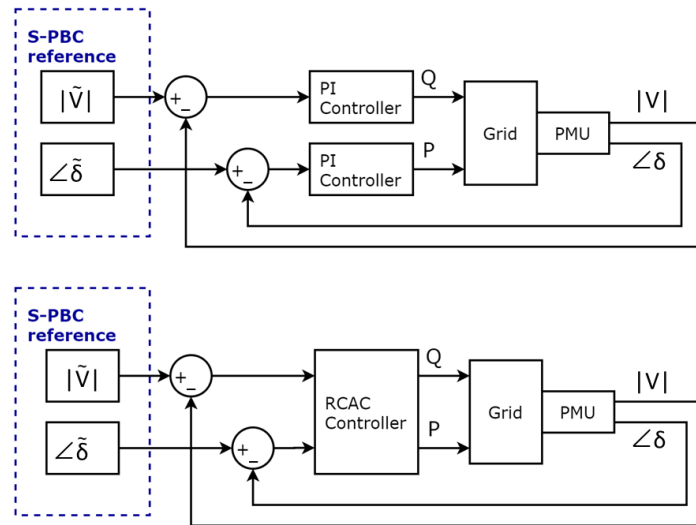 S-PBC
reference
|Ṽ|
∠δ̃
+
–
+
–
PI
Controller
PI
Controller
Q
P
Grid
PMU
|V|
∠δ
S-PBC
reference
|Ṽ|
∠δ̃
+
–
+
–
RCAC
Controller
Q
P
Grid
PMU
|V|
∠δ